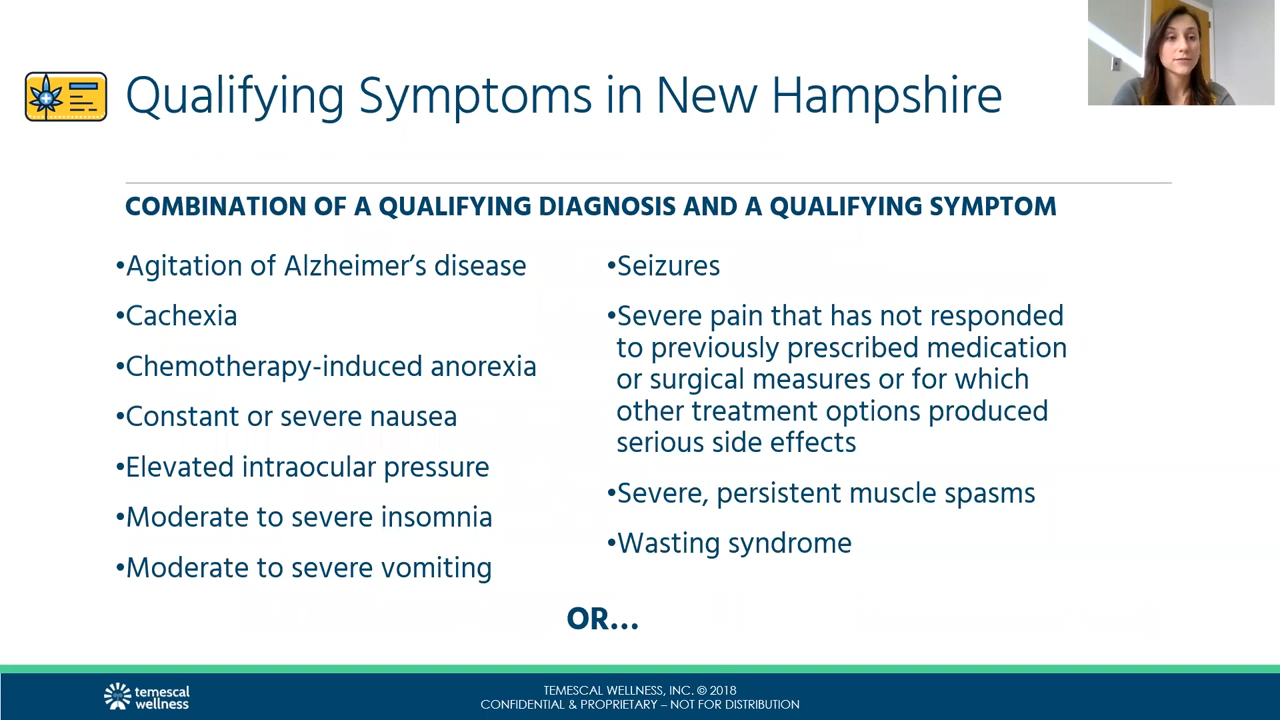 Qualifying Symptoms in New Hampshire
COMBINATION OF A QUALIFYING DIAGNOSIS AND A QUALIFYING SYMPTOM
•Agitation of Alzheimer’s disease
•Cachexia
•Chemotherapy-induced anorexia
•Constant or severe nausea
•Elevated intraocular pressure
•Moderate to severe insomnia
•Moderate to severe vomiting
•Seizures
•Severe pain that has not responded
to previously prescribed medication
or surgical measures or for which
other treatment options produced
serious side effects
•Severe, persistent muscle spasms
•Wasting syndrome
OR…
temescal
wellness
TEMESCAL WELLNESS, INC. © 2018
CONFIDENTIAL & PROPRIETARY – NOT FOR DISTRIBUTION